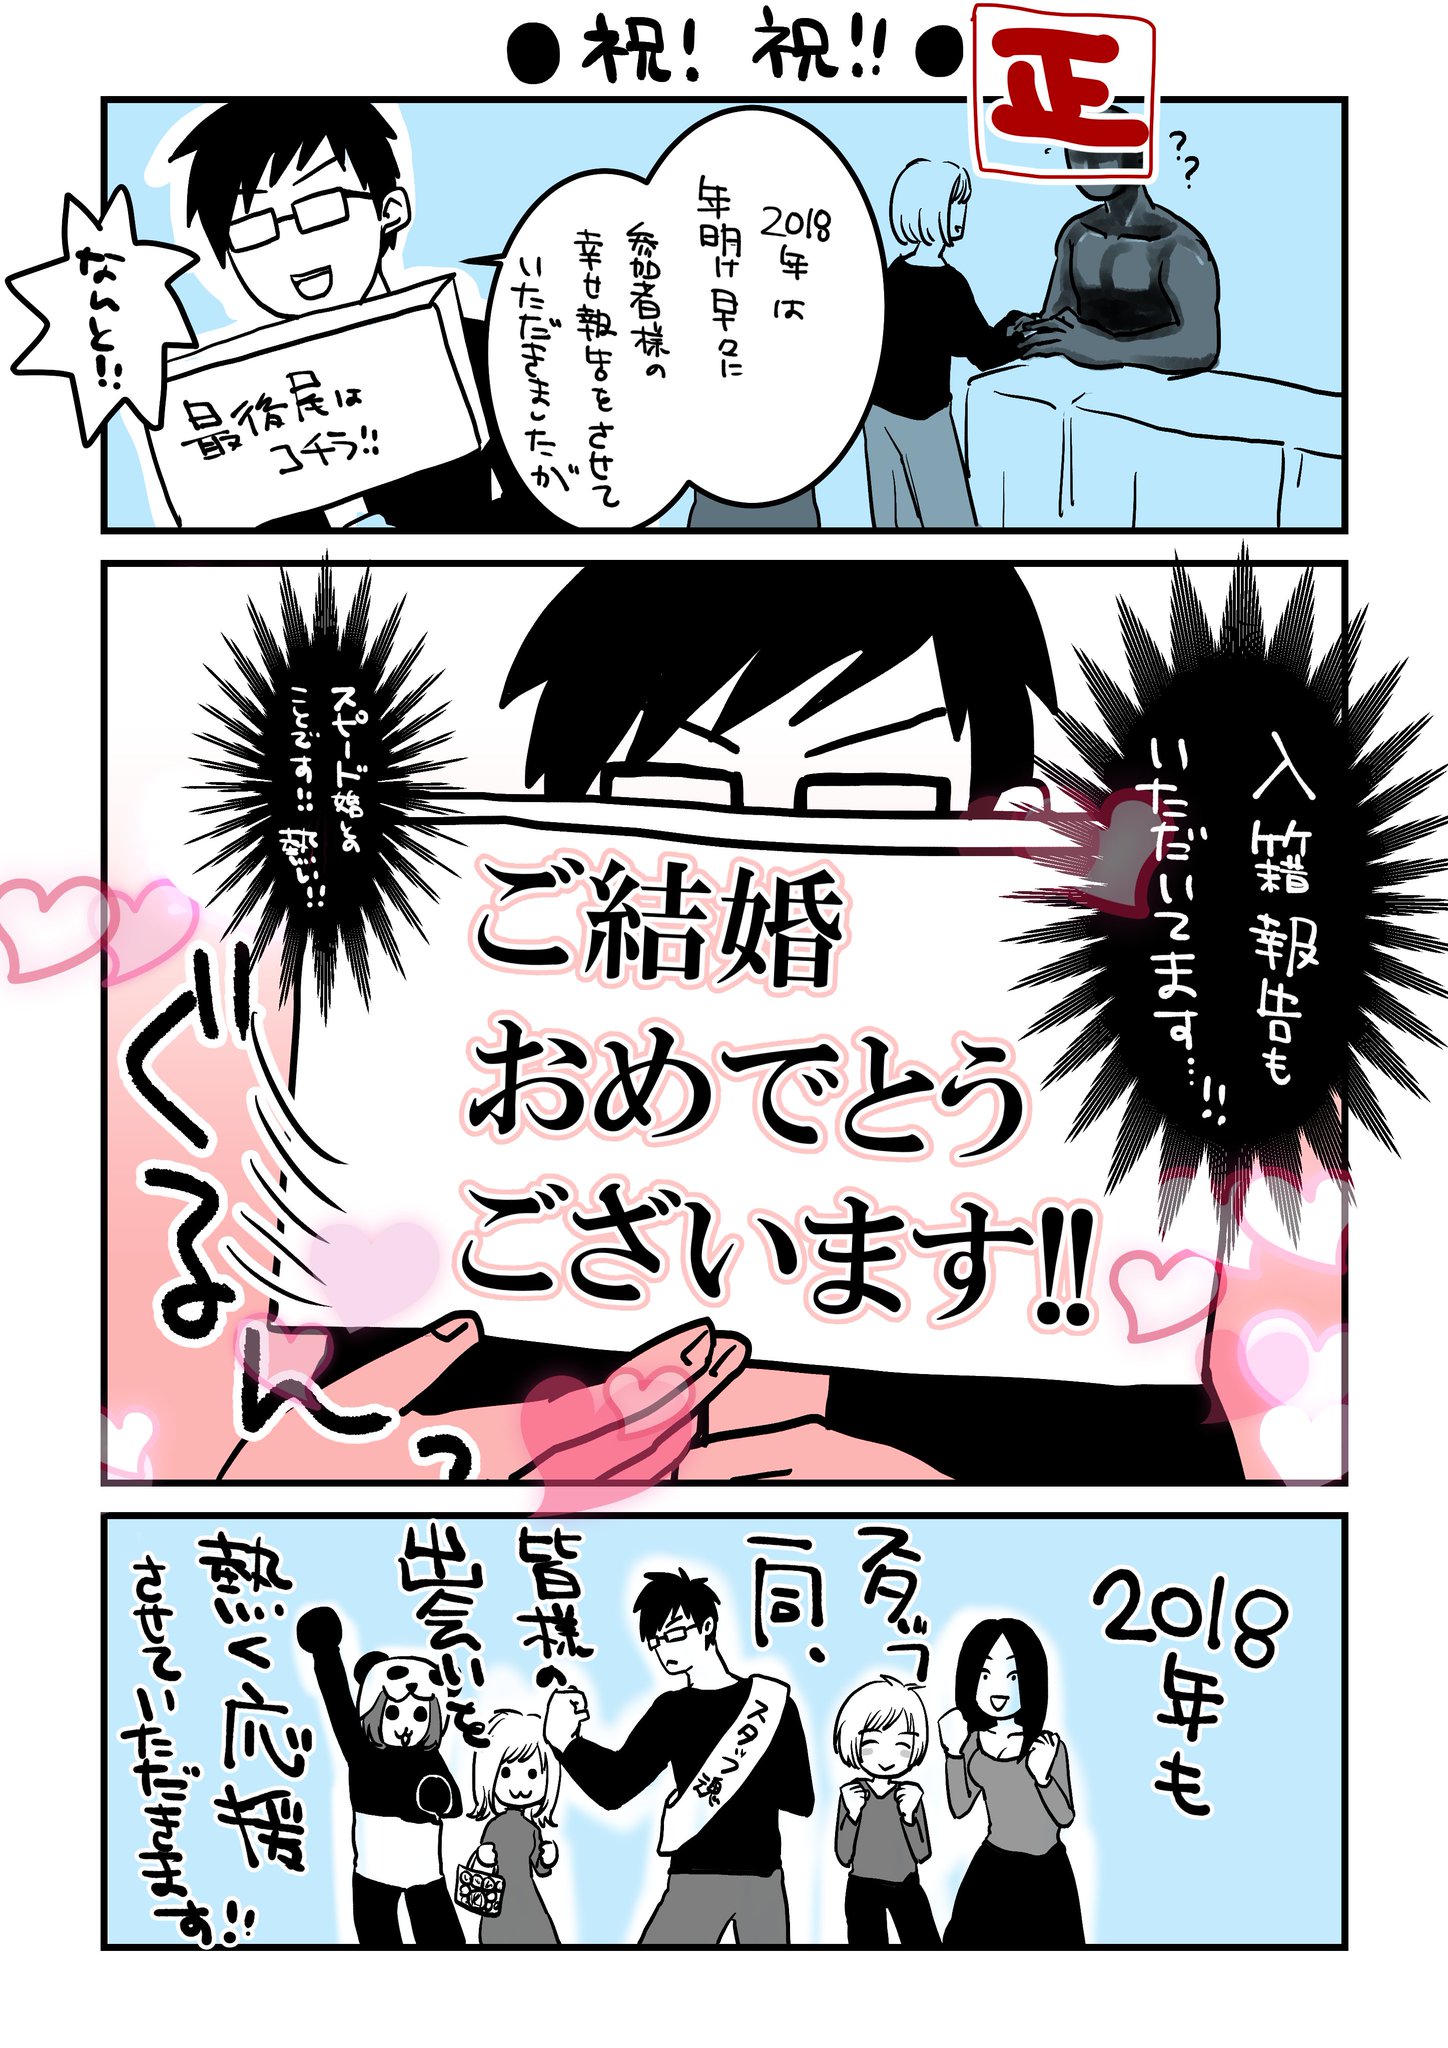 ●祝！祝！！●
正
？
？
2018年は
年明け早々に
参加者様の
幸せ報告をさせて
いただきましたが
なんと！！
最後尾は
コチラ！！
入籍報告も
いただいてます…！！
スピード婚との
ことです！！熱い！！
ご結婚
おめでとう
ございます！！
ぐるんっ
2018年も
スタッフ
一同、
皆様の
出会いを
熱く応援
させていただきます！！
スタッフ魂